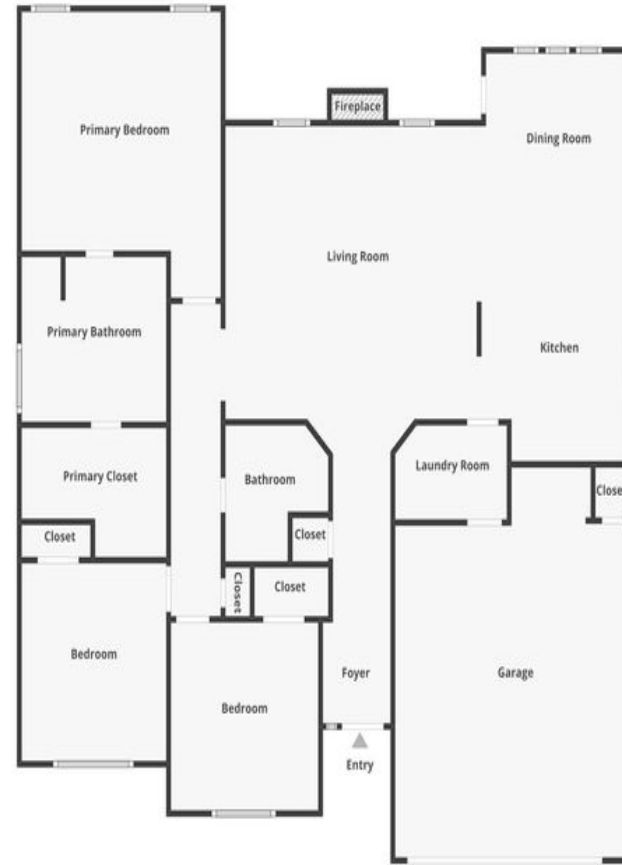 Fireplace
Primary Bedroom
Dining Room
Living Room
Primary Bathroom
Kitchen
Laundry Room
Primary Closet
Bathroom
Close
Closet
Closet
Closet
Closet
Bedroom
Foyer
Garage
Bedroom
Entry